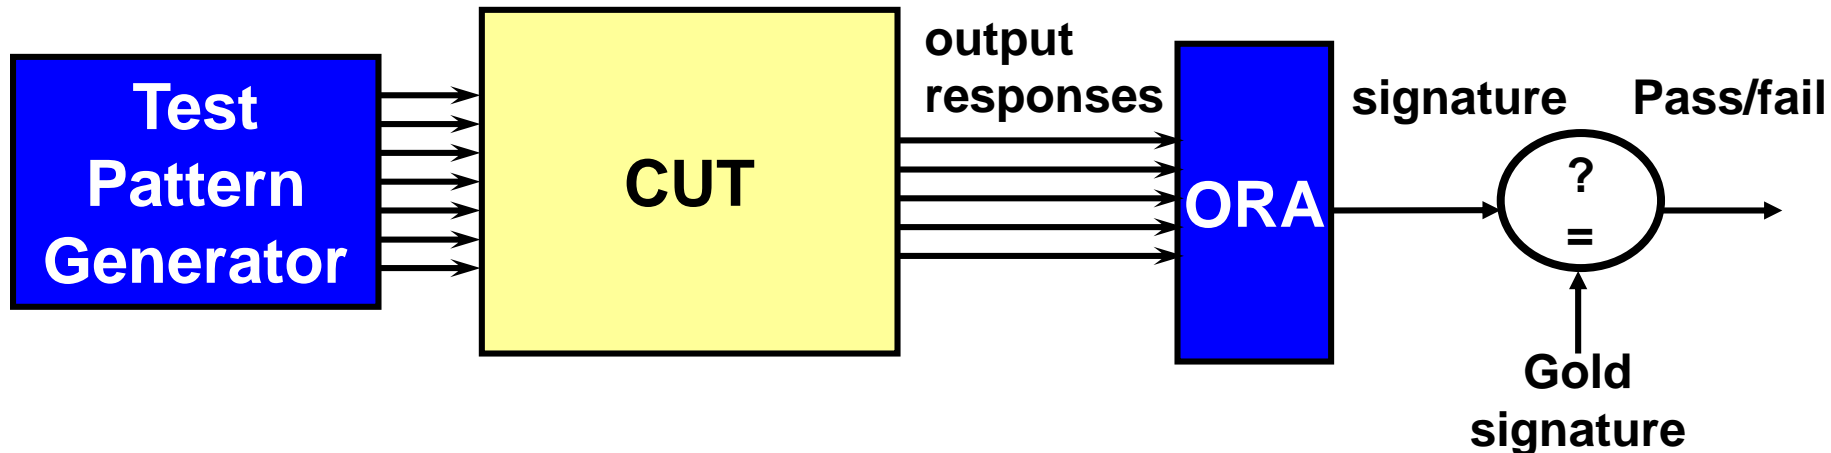 Test
Pattern
Generator
CUT
output
responses
ORA
signature
Pass/fail
?
=
Gold
signature